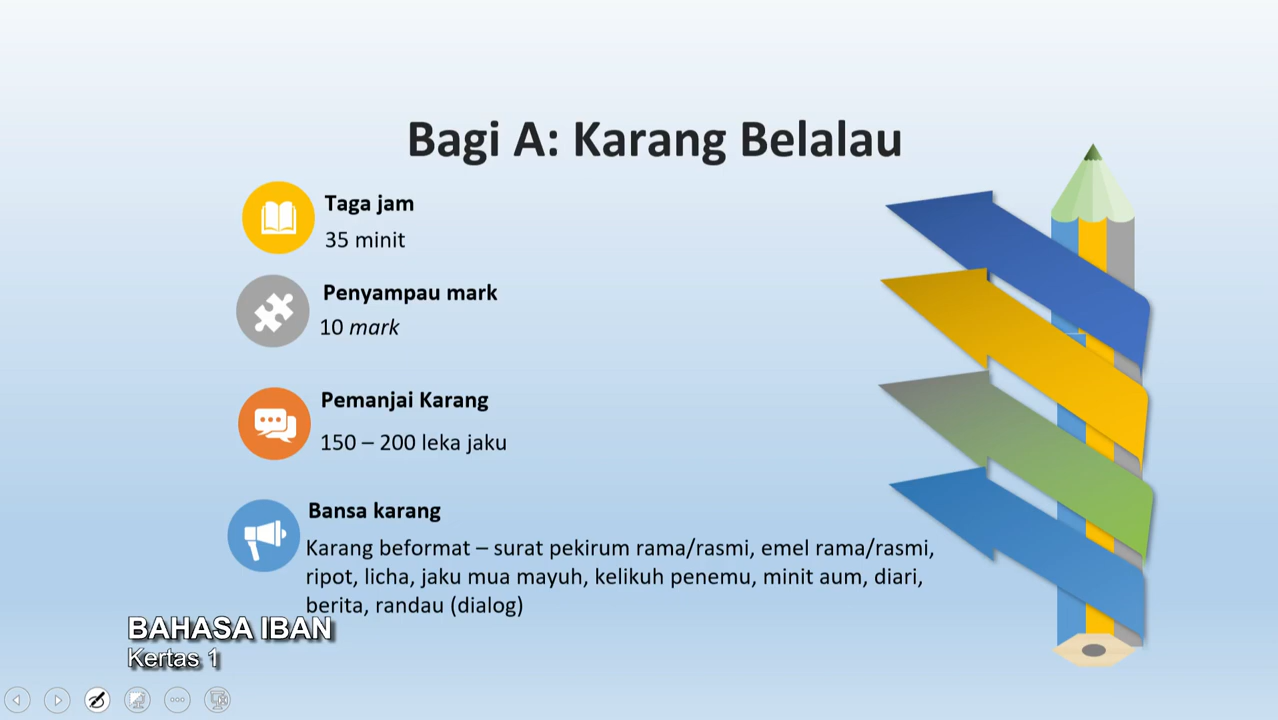 Bagi A: Karang Belalau
Taga jam
35 minit
Penyampau mark
10 mark
Pemanjai Karang
150 – 200 leka jaku
Bansa karang
Karang beformat – surat pekirum rama/rasmi, emel rama/rasmi,
ripot, licha, jaku mua mayuh, kelikuh penemu, minit aum, diari,
berita, randau (dialog)
BAHASA IBAN
Kertas 1